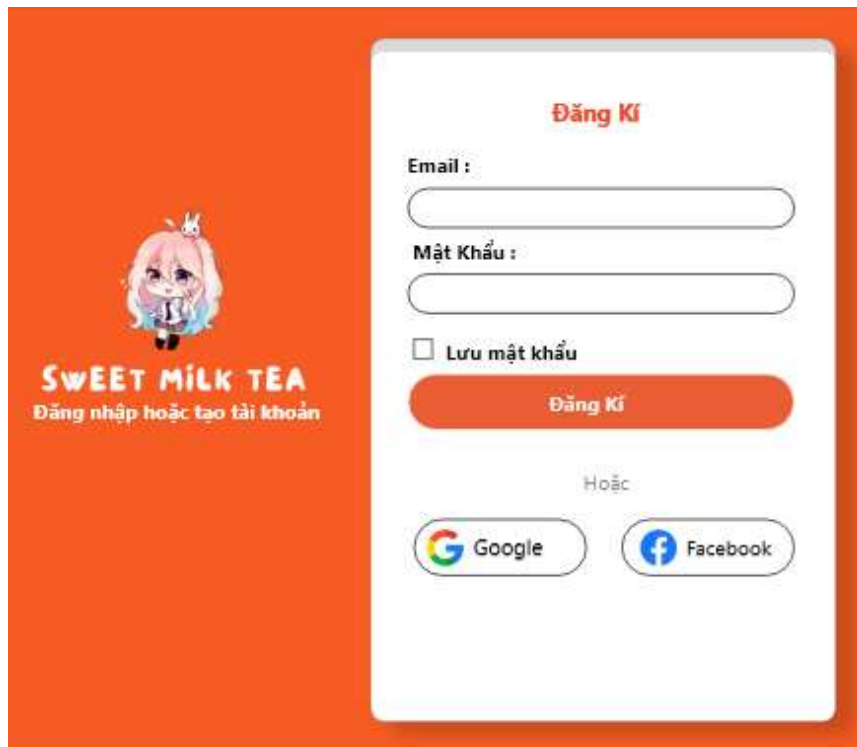 SWEET MiLK TEA
Đăng nhập hoặc tạo tài khoản
Đăng Kí
Email :
Mật Khẩu :
Lưu mật khẩu
Đăng Kí
Hoặc
Google
Facebook